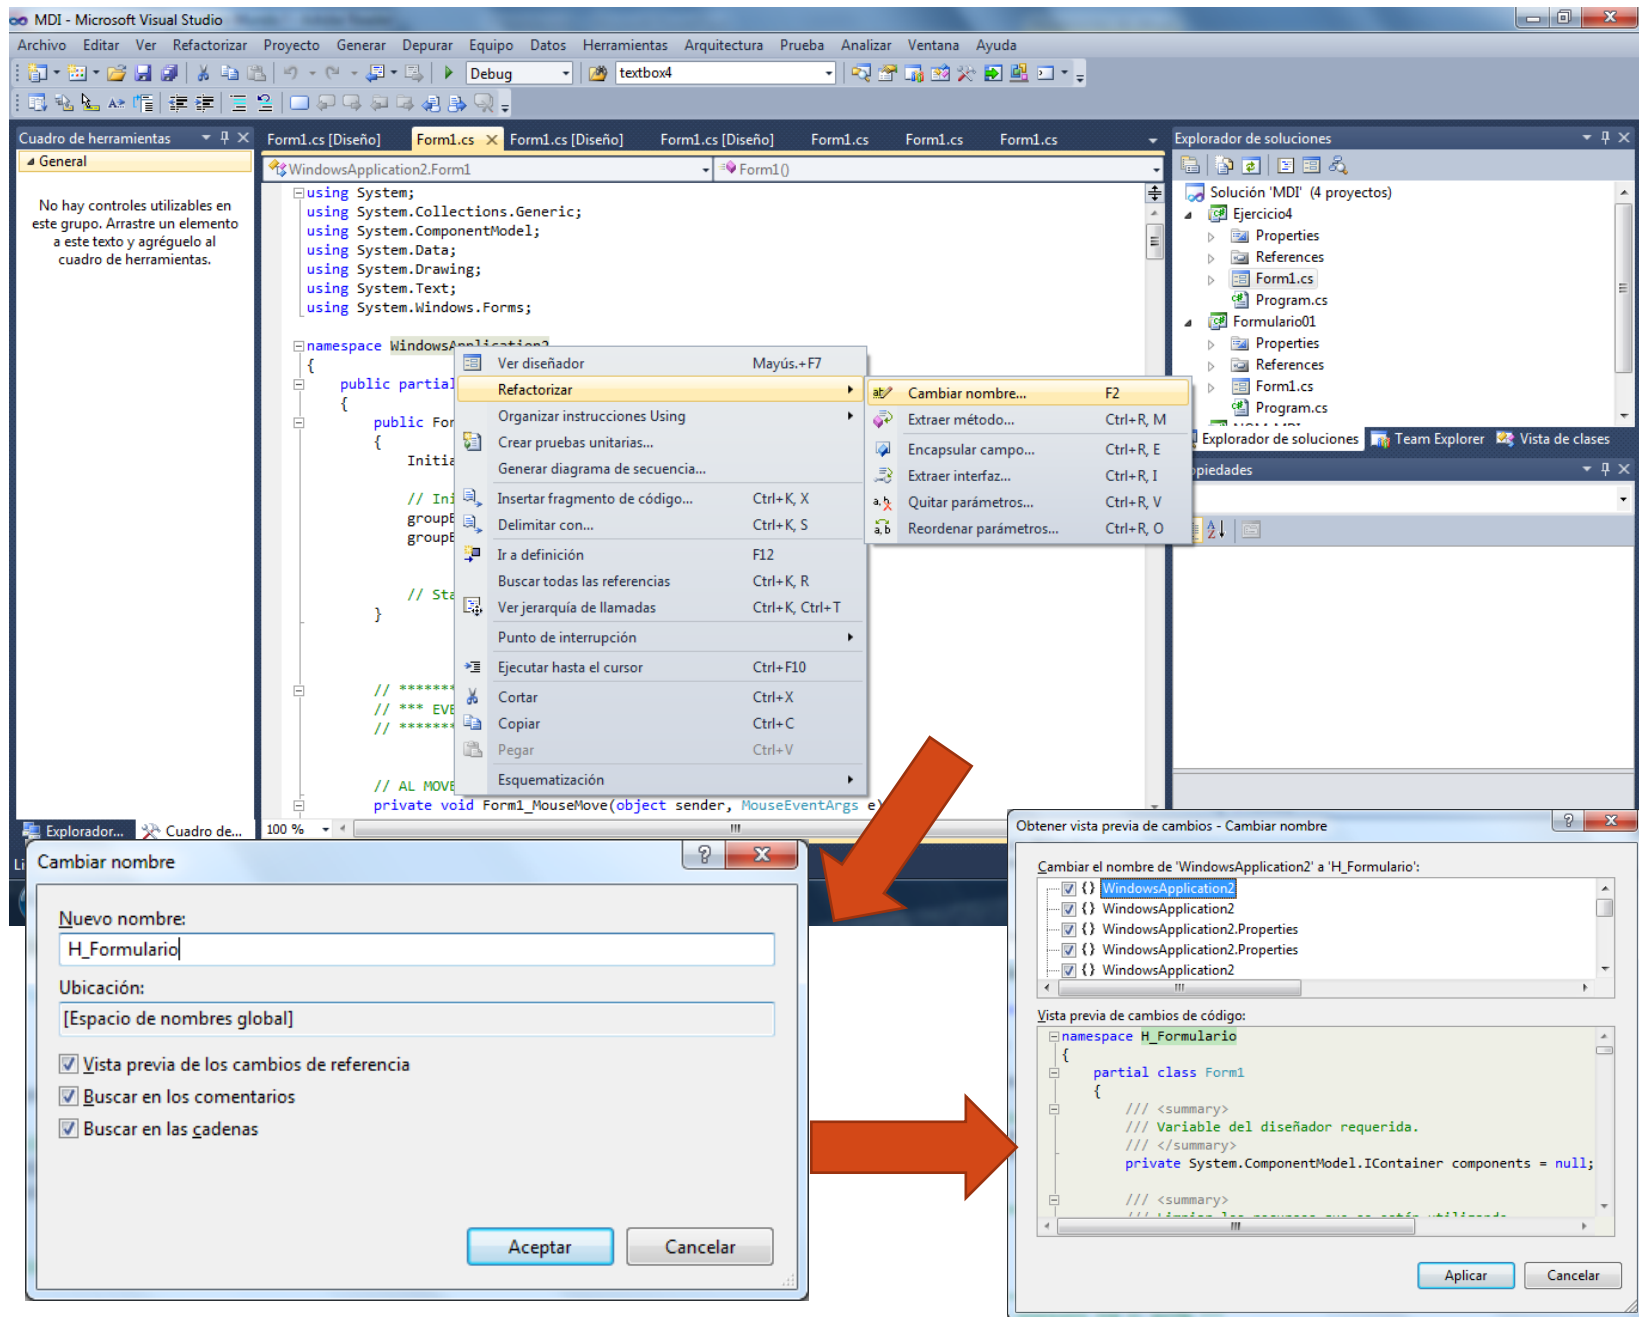 MDI - Microsoft Visual Studio
Archivo Editar Ver Refactorizar Proyecto Generar Depurar Equipo Datos Herramientas Arquitectura Prueba Analizar Ventana Ayuda
Debug textbox4
Cuadro de herramientas
General
No hay controles utilizables en
este grupo. Arrastre un elemento
a este texto y agréguelo al
cuadro de herramientas.
Explorador... Cuadro de...
Form1.cs [Diseño] Form1.cs Form1.cs [Diseño] Form1.cs [Diseño] Form1.cs Form1.cs Form1.cs
WindowsApplication2.Form1 Form1()
using System;
using System.Collections.Generic;
using System.ComponentModel;
using System.Data;
using System.Drawing;
using System.Text;
using System.Windows.Forms;
namespace WindowsApplication2
{
public partial
{
public For
{
Initia
// Ini
groupB
groupB
// Sta
}
// *******
// *** EVE
// *******
// AL MOVE
private void Form1_MouseMove(object sender, MouseEventArgs e)
100 %
Ver diseñador Mayús.+F7
Refactorizar
Organizar instrucciones Using
Crear pruebas unitarias...
Generar diagrama de secuencia...
Insertar fragmento de código... Ctrl+K, X
Delimitar con... Ctrl+K, S
Ir a definición F12
Buscar todas las referencias Ctrl+K, R
Ver jerarquía de llamadas Ctrl+K, Ctrl+T
Punto de interrupción
Ejecutar hasta el cursor Ctrl+F10
Cortar Ctrl+X
Copiar Ctrl+C
Pegar Ctrl+V
Esquematización
Cambiar nombre... F2
Extraer método... Ctrl+R, M
Encapsular campo... Ctrl+R, E
Extraer interfaz... Ctrl+R, I
Quitar parámetros... Ctrl+R, V
Reordenar parámetros... Ctrl+R, O
Explorador de soluciones
Solución 'MDI' (4 proyectos)
Ejercicio4
Properties
References
Form1.cs
Program.cs
Formulario01
Properties
References
Form1.cs
Program.cs
Explorador de soluciones Team Explorer Vista de clases
opiedades
Cambiar nombre
Nuevo nombre:
H_Formulario
Ubicación:
[Espacio de nombres global]
Vista previa de los cambios de referencia
Buscar en los comentarios
Buscar en las cadenas
Aceptar Cancelar
Obtener vista previa de cambios - Cambiar nombre
Cambiar el nombre de 'WindowsApplication2' a 'H_Formulario':
{} WindowsApplication2
{} WindowsApplication2
{} WindowsApplication2.Properties
{} WindowsApplication2.Properties
{} WindowsApplication2
Vista previa de cambios de código:
namespace H_Formulario
{
partial class Form1
{
/// <summary>
/// Variable del diseñador requerida.
/// </summary>
private System.ComponentModel.IContainer components = null;
/// <summary>
Aplicar Cancelar